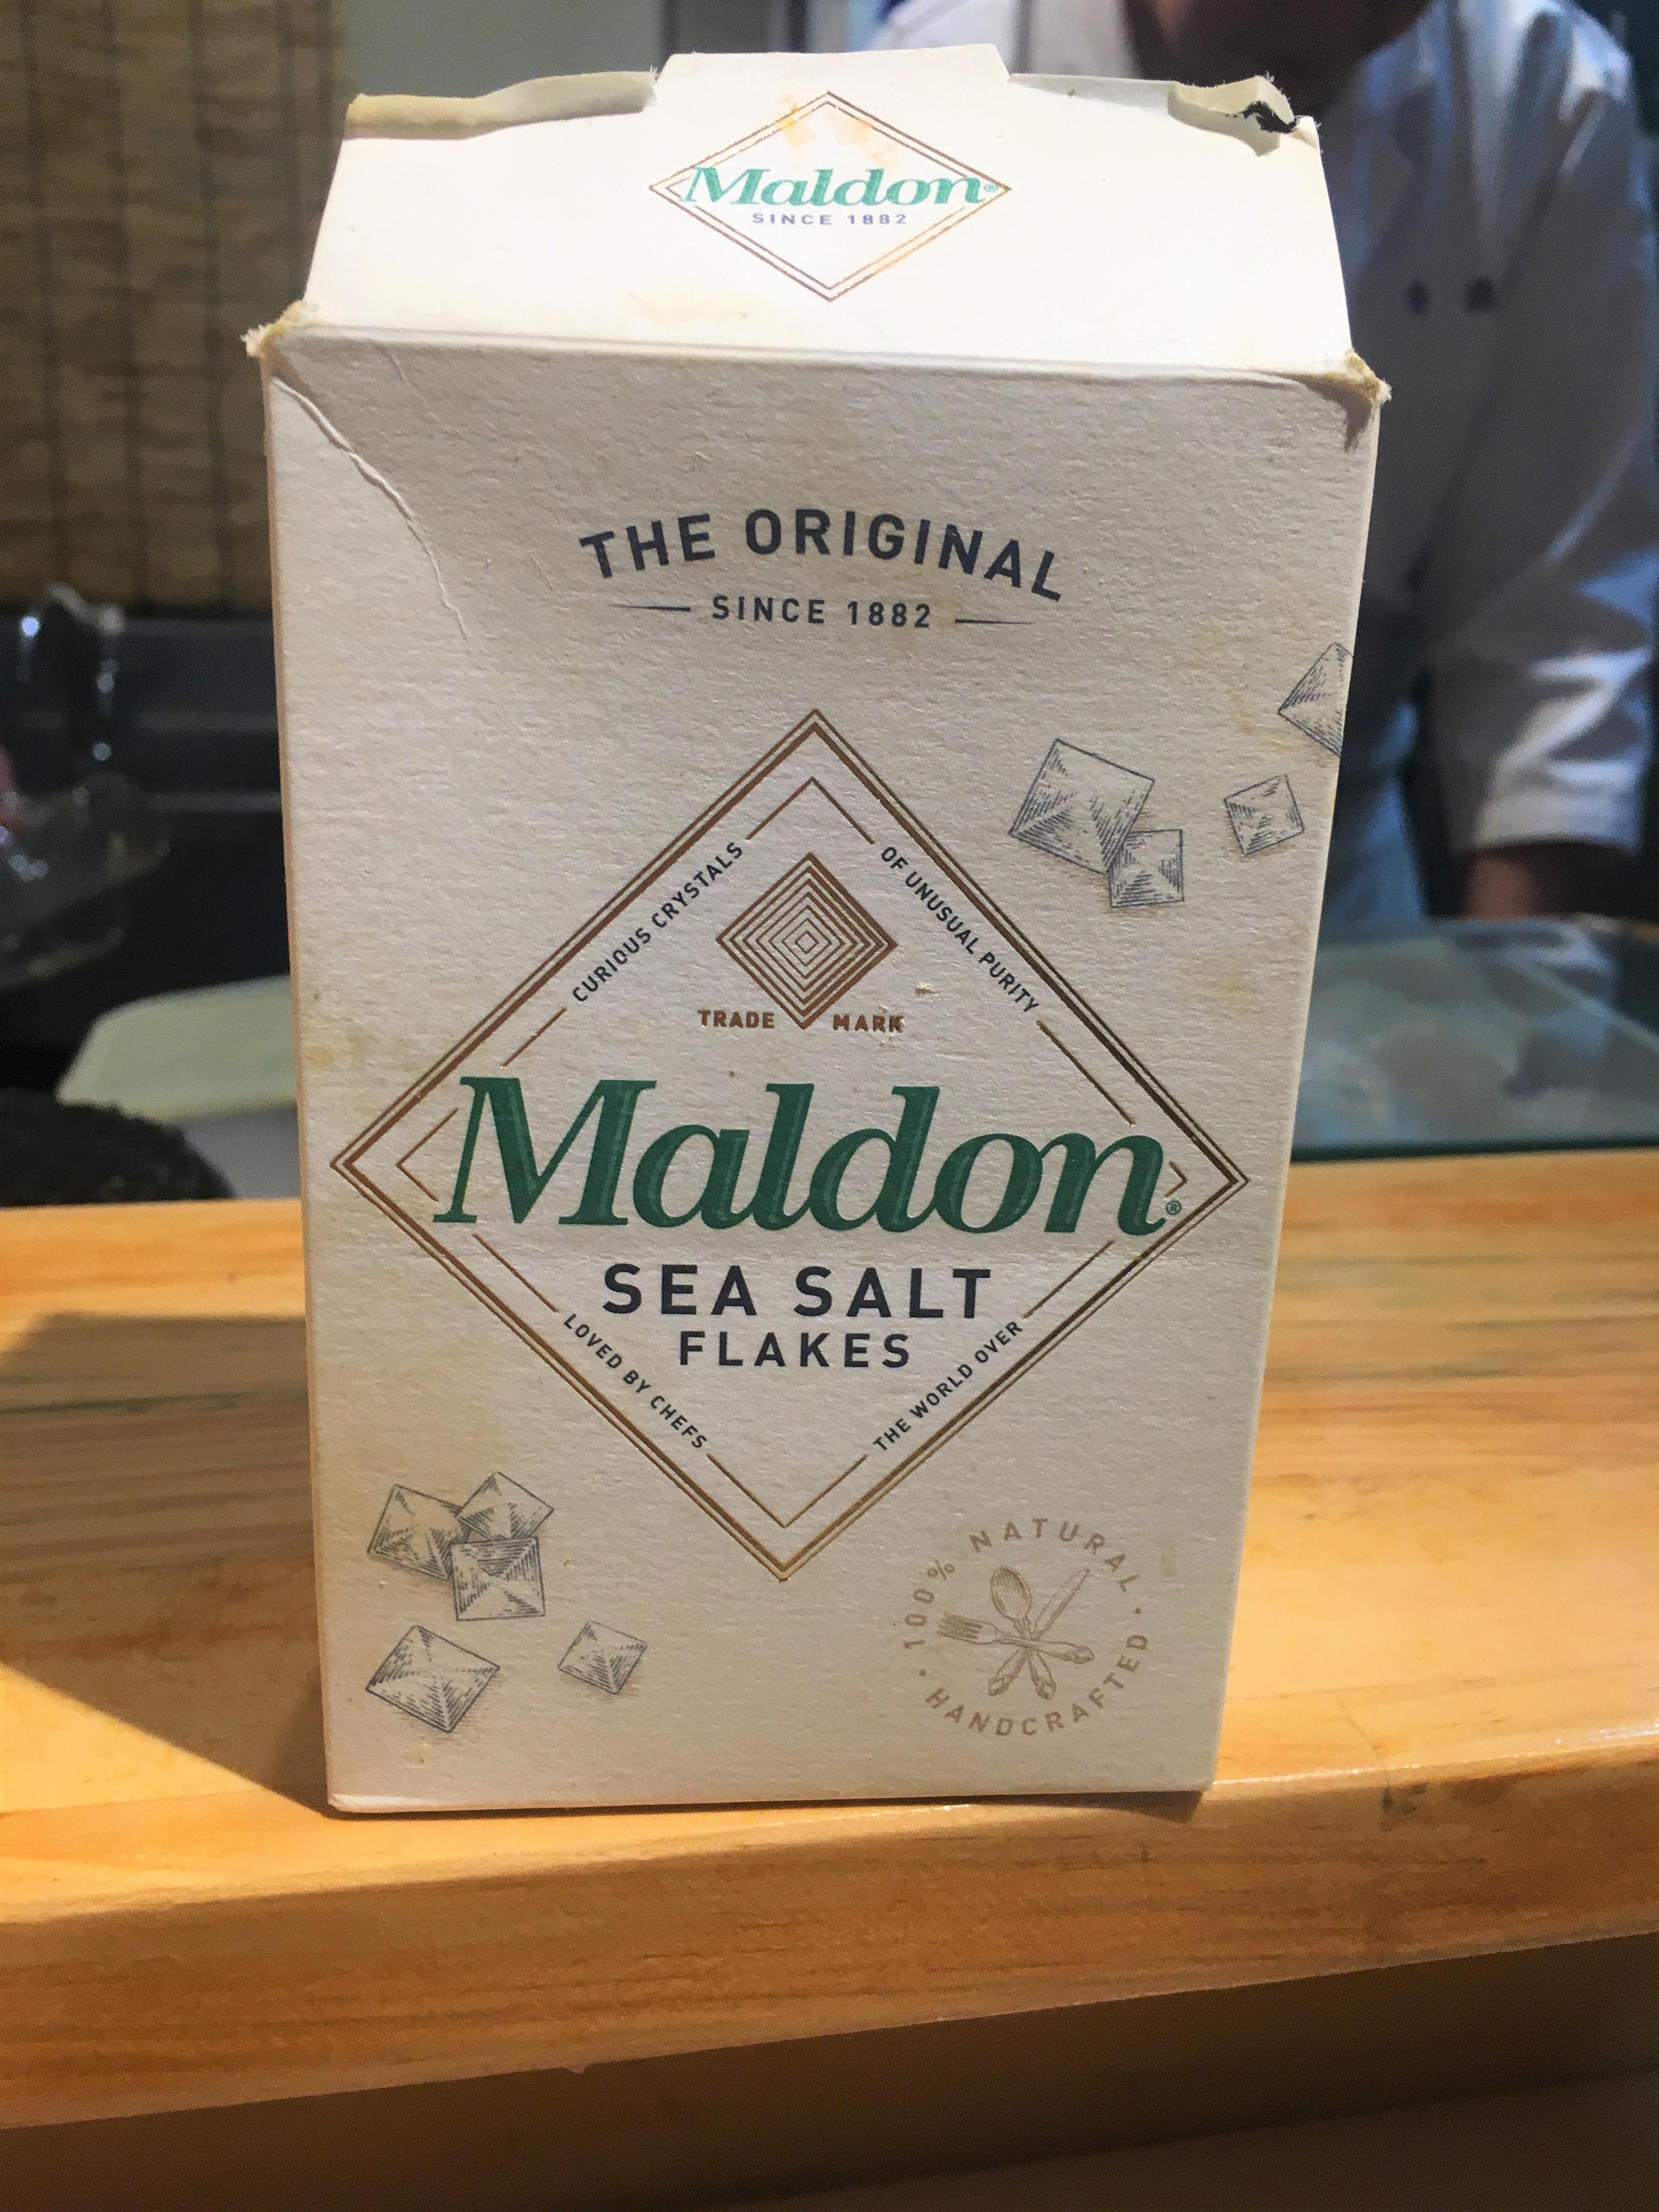 Maldon®
SINCE 1882
THE ORIGINAL
SINCE 1882
CURIOUS CRYSTALS
OF UNUSUAL PURITY
TRADE MARK
Maldon®
SEA SALT
FLAKES
LOVED BY CHEFS
THE WORLD OVER
· 100% NATURAL ·
HANDCRAFTED